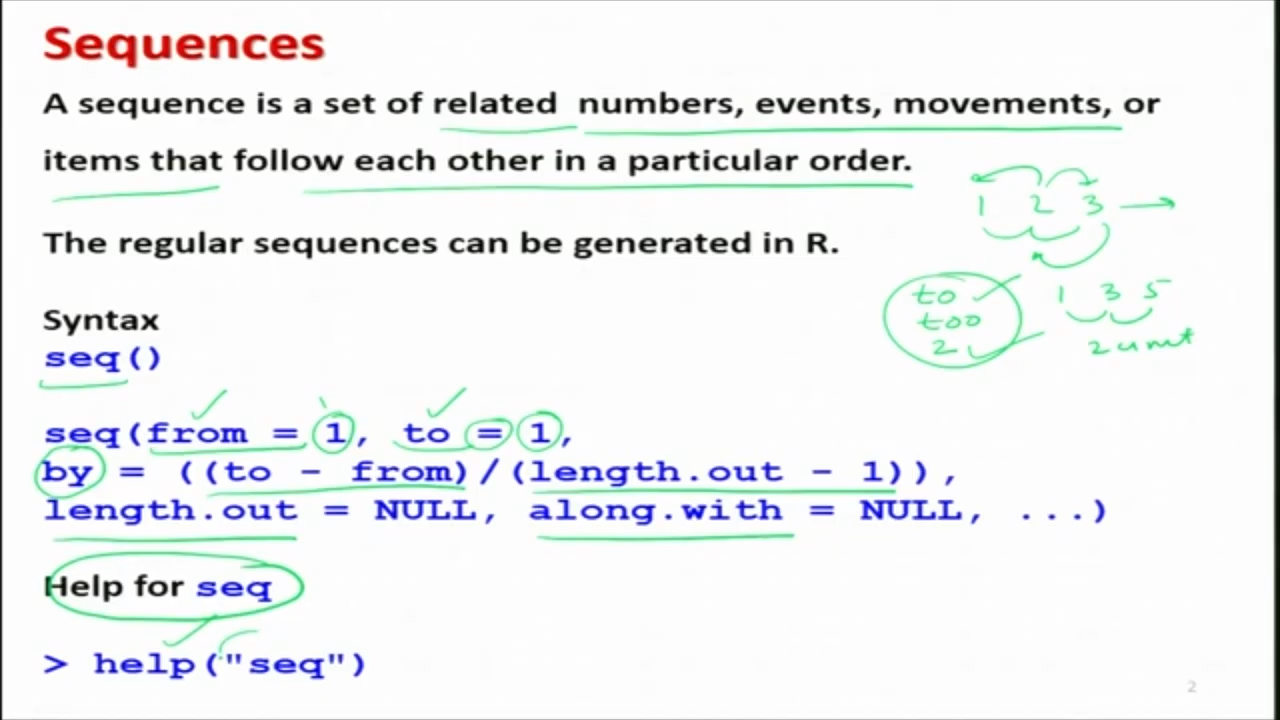 Sequences
A sequence is a set of related numbers, events, movements, or
items that follow each other in a particular order.
1 2 3
The regular sequences can be generated in R.
to
too
2
1 3 5
2 unit
Syntax
seq()
seq(from = 1, to = 1,
by = ((to - from)/(length.out - 1)),
length.out = NULL, along.with = NULL, ...)
Help for seq
> help("seq")
2